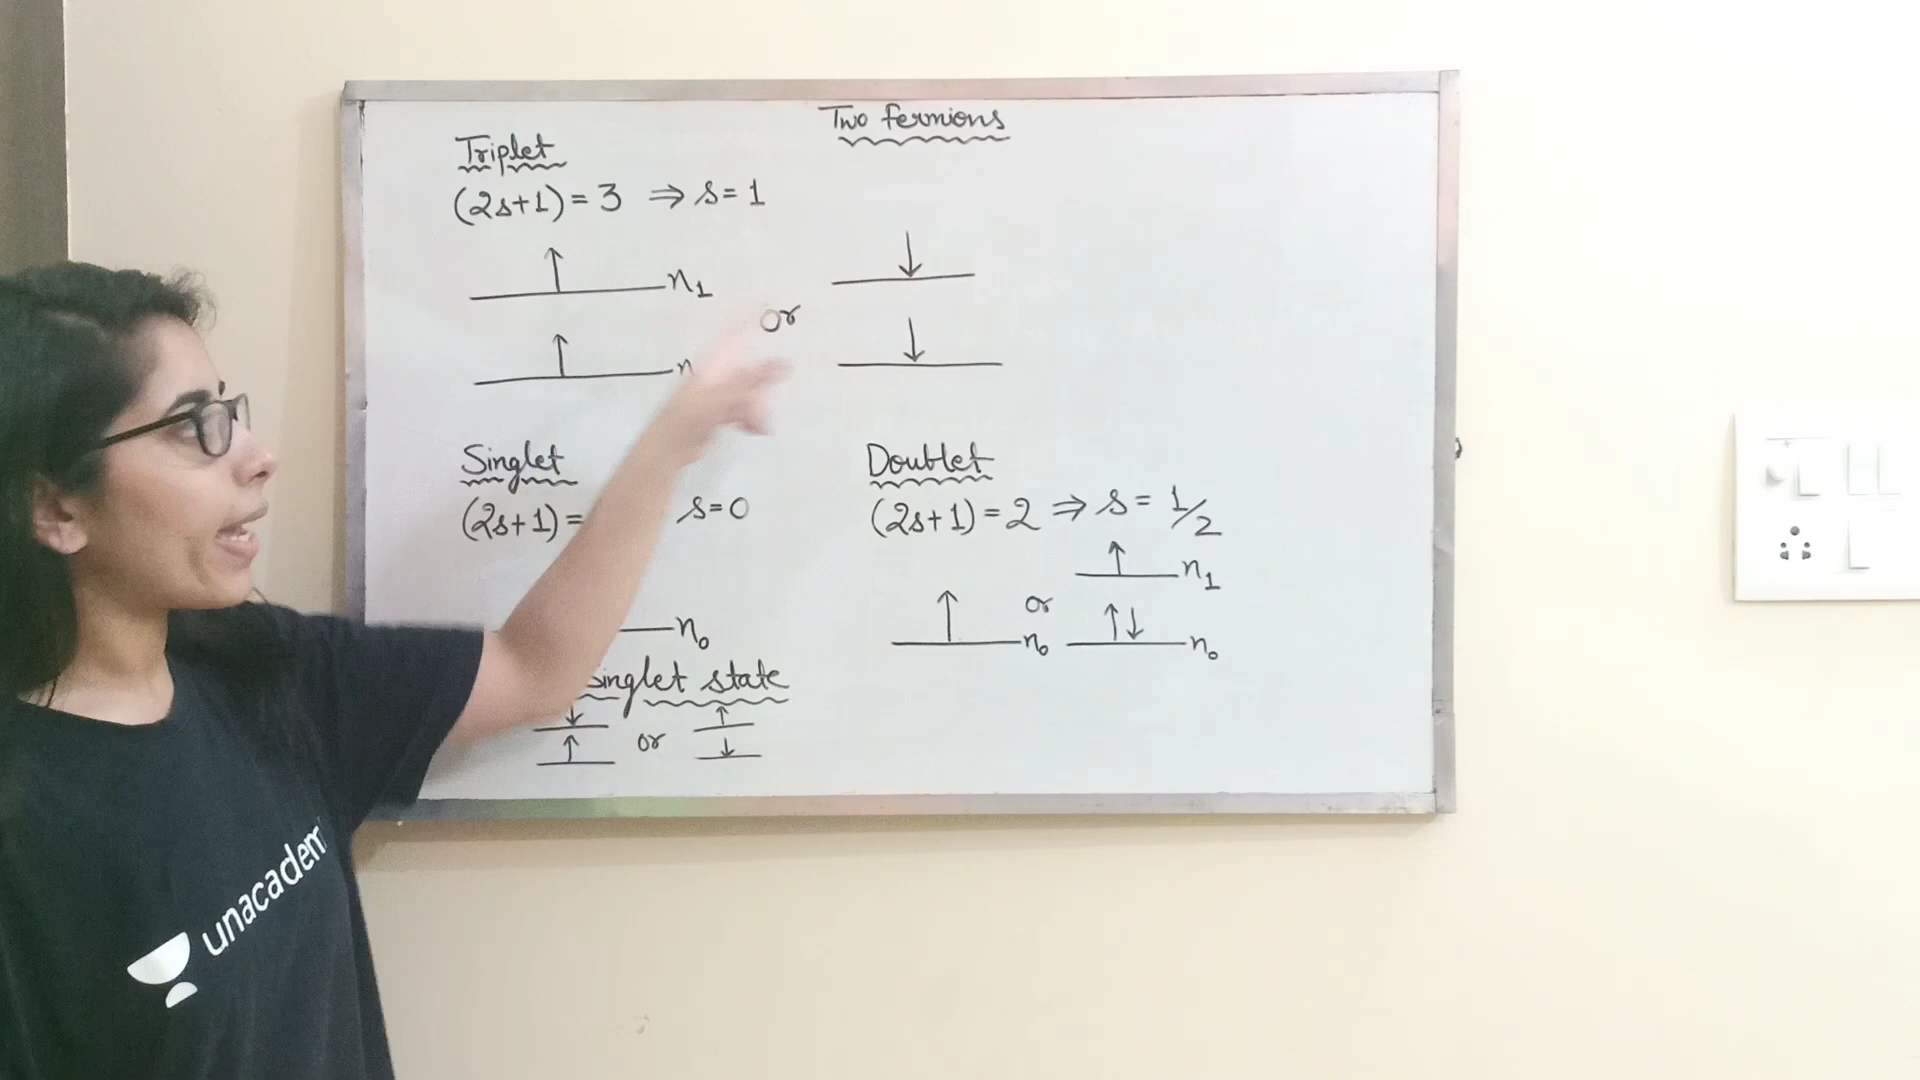 Two fermions
Triplet
(2s+1) = 3 ⇒ s = 1
↑ n₁
or
↑ n
↓
↓
Singlet
(2s+1) = s=0
n₀
Singlet state
↓ ↑
or
↑ ↓
Doublet
(2s+1) = 2 ⇒ s = 1/2
↑ n₁
or
↑ n₀ ↑↓ n₀
unacadem